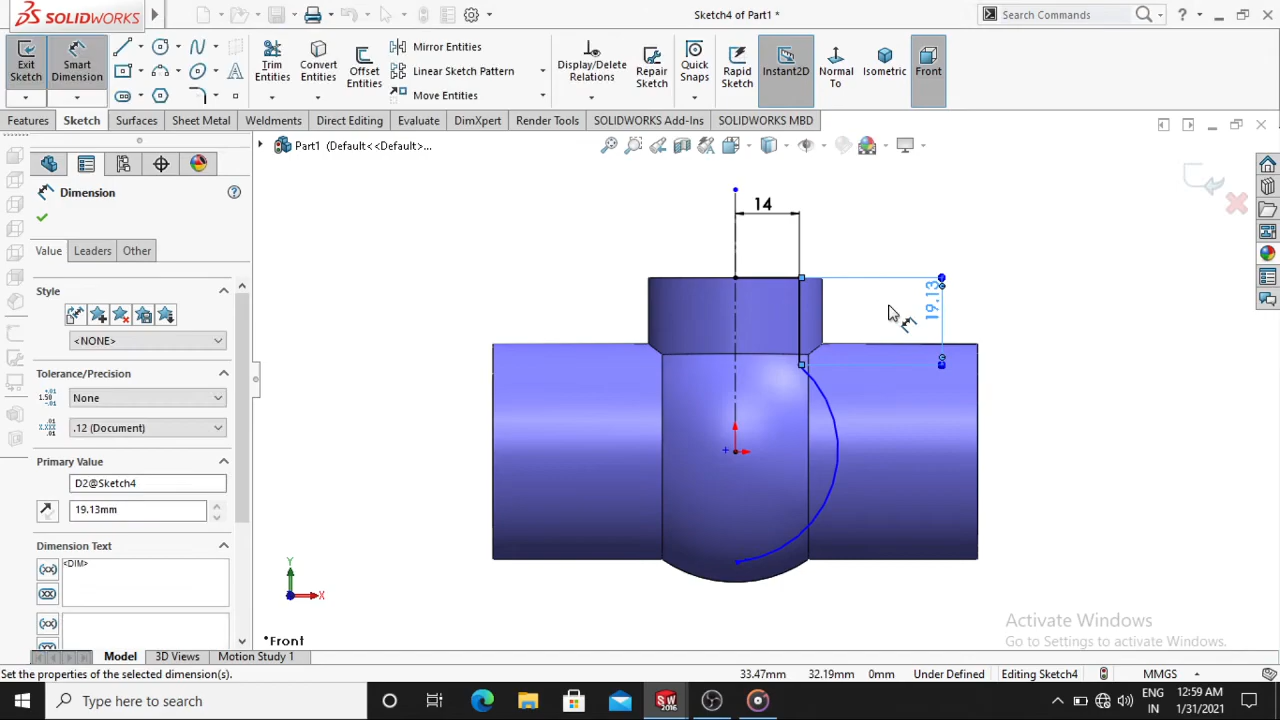 SOLIDWORKS
Sketch4 of Part1 *
Search Commands
Exit Sketch
Smart Dimension
Trim Entities
Convert Entities
Offset Entities
Mirror Entities
Linear Sketch Pattern
Move Entities
Display/Delete Relations
Repair Sketch
Quick Snaps
Rapid Sketch
Instant2D
Normal To
Isometric
Front
Features
Sketch
Surfaces
Sheet Metal
Weldments
Direct Editing
Evaluate
DimXpert
Render Tools
SOLIDWORKS Add-Ins
SOLIDWORKS MBD
Part1 (Default<<Default>...
Dimension
Value
Leaders
Other
Style
<NONE>
Tolerance/Precision
None
.12 (Document)
Primary Value
D2@Sketch4
19.13mm
Dimension Text
<DIM>
14
19.13
Y
X
*Front
Activate Windows
Go to Settings to activate Windows.
Model
3D Views
Motion Study 1
Set the properties of the selected dimension(s).
33.47mm
32.19mm
0mm
Under Defined
Editing Sketch4
MMGS
Type here to search
ENG
IN
12:59 AM
1/31/2021